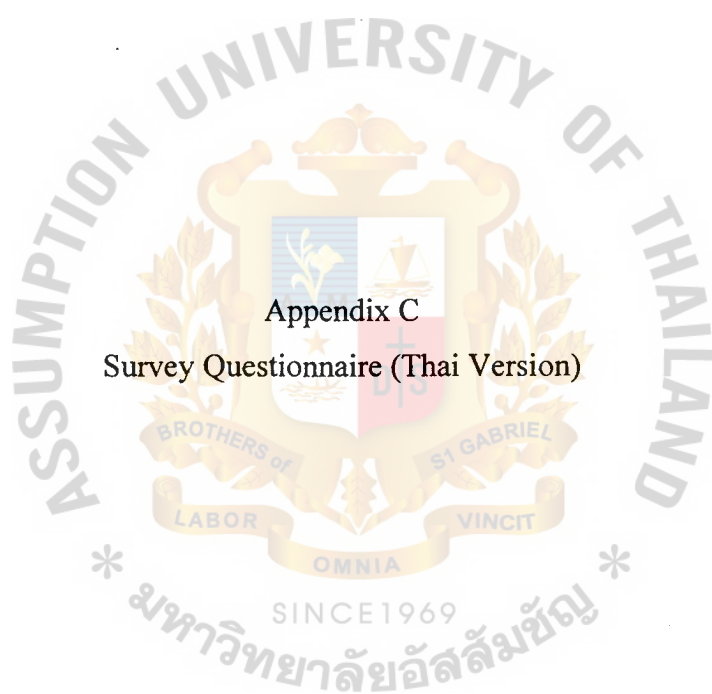 ASSUMPTION UNIVERSITY OF THAILAND
Appendix C
Survey Questionnaire (Thai Version)
D S
BROTHERS of ST GABRIEL
LABOR VINCIT
OMNIA
SINCE1969
* มหาวิทยาลัยอัสสัมชัญ *